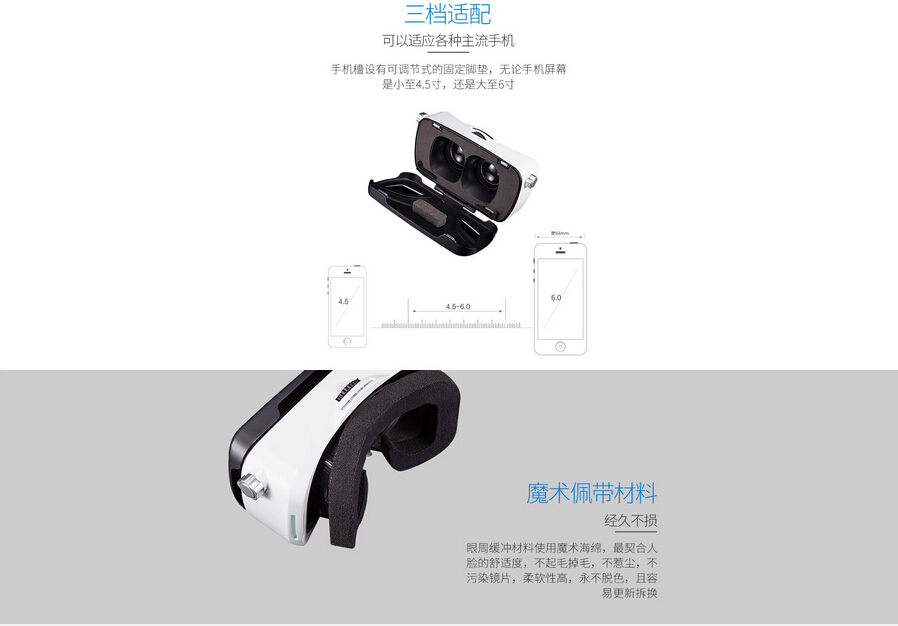 三档适配
可以适应各种主流手机
手机槽设有可调节式的固定脚垫，无论手机屏幕
是小至4.5寸，还是大至6寸
宽94mm
4.5
4.5~6.0
6.0
魔术佩带材料
经久不损
眼周缓冲材料使用魔术海绵，最契合人
脸的舒适度，不起毛掉毛，不惹尘，不
污染镜片，柔软性高，永不脱色，且容
易更新拆换